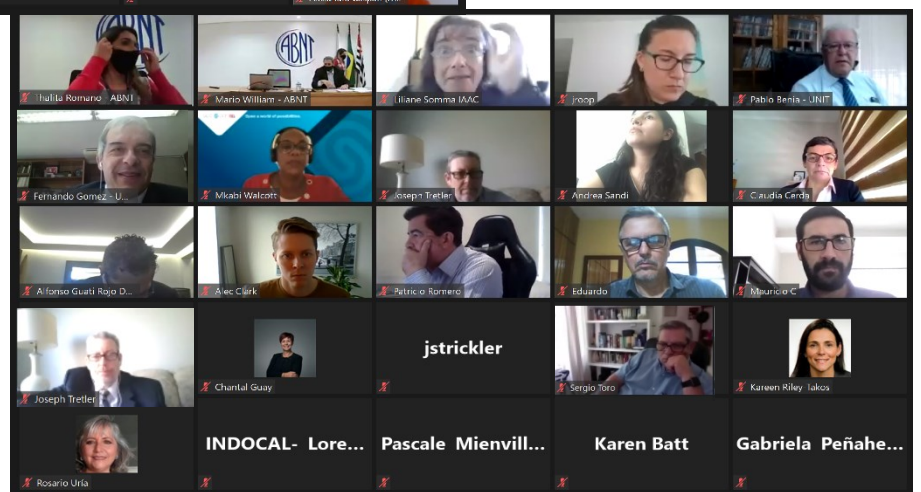 Thalita Romano - ABNT
ABNT
Mario William - ABNT
ABNT
Liliane Somma IAAC
jroop
Pablo Benia - UNIT
Fernando Gomez - U...
Mkabi Walcott
Joseph Tretler
Andrea Sandi
Claudia Cerda
Alfonso Guati Rojo D...
Alec Clark
Patricio Romero
Eduardo
Mauricio C
Joseph Tretler
Chantal Guay
jstrickler
Sergio Toro
Kareen Riley Takos
Rosario Uría
INDOCAL- Lore...
Pascale Mienvill...
Karen Batt
Gabriela Peñahe...